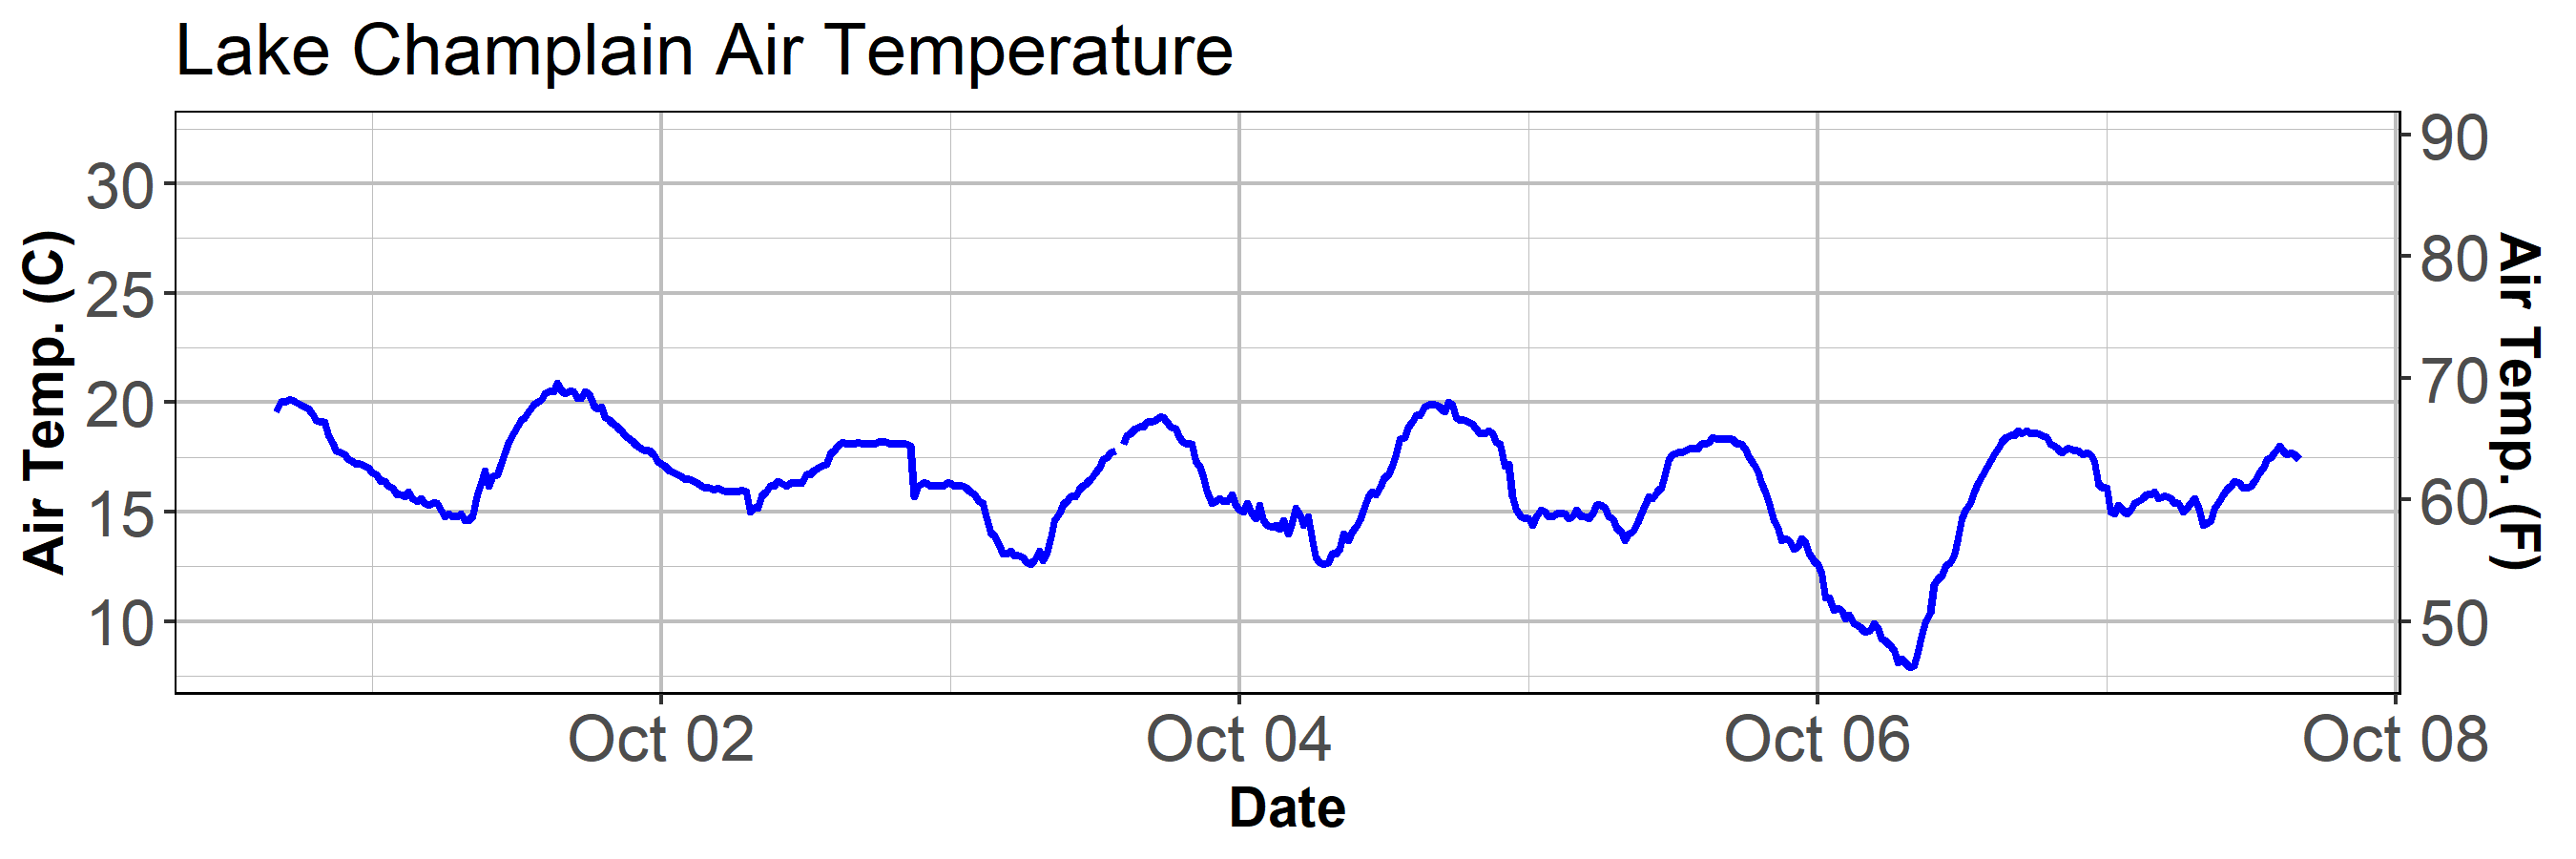 Lake Champlain Air Temperature
Air Temp. (C)
30
25
20
15
10
90
80
70
60
50
Air Temp. (F)
Oct 02 Oct 04 Oct 06 Oct 08
Date